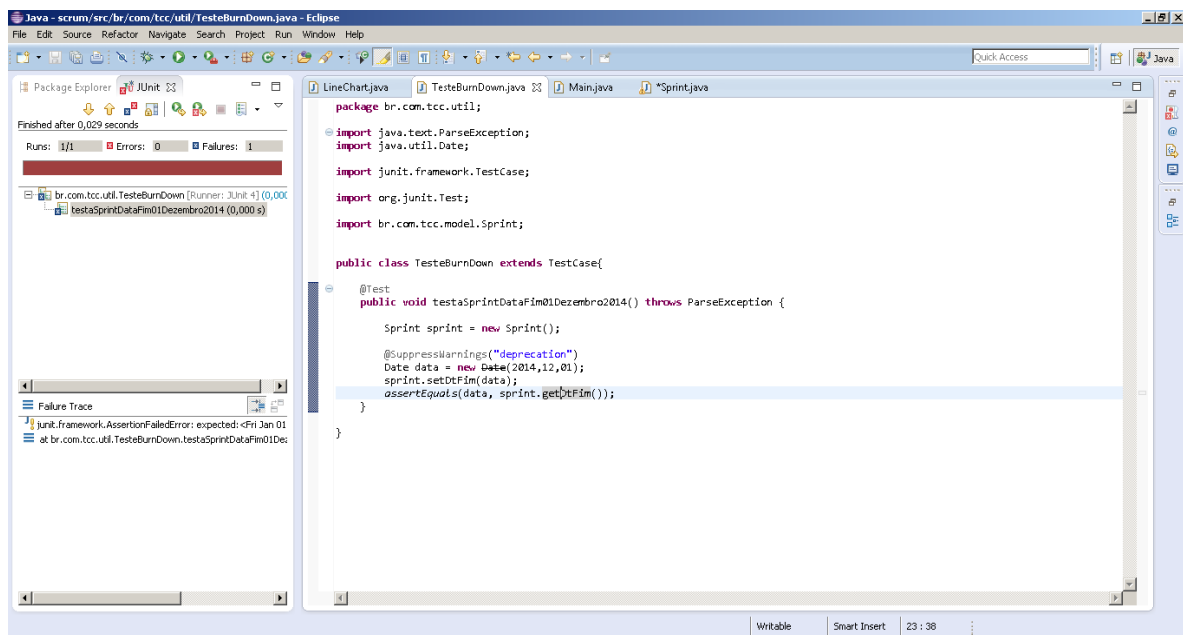 Java - scrum/src/br/com/tcc/util/TesteBurnDown.java - Eclipse
File Edit Source Refactor Navigate Search Project Run Window Help
Quick Access
Java
Package Explorer JUnit
Finished after 0,029 seconds
Runs: 1/1 Errors: 0 Failures: 1
br.com.tcc.util.TesteBurnDown [Runner: JUnit 4] (0,000
testaSprintDataFim01Dezembro2014 (0,000 s)
Failure Trace
junit.framework.AssertionFailedError: expected:<Fri Jan 01
at br.com.tcc.util.TesteBurnDown.testaSprintDataFim01Dez
LineChart.java TesteBurnDown.java Main.java *Sprint.java
package br.com.tcc.util;
import java.text.ParseException;
import java.util.Date;
import junit.framework.TestCase;
import org.junit.Test;
import br.com.tcc.model.Sprint;
public class TesteBurnDown extends TestCase{
@Test
public void testaSprintDataFim01Dezembro2014() throws ParseException {
Sprint sprint = new Sprint();
@SuppressWarnings("deprecation")
Date data = new Date(2014,12,01);
sprint.setDtFim(data);
assertEquals(data, sprint.getDtFim());
}
}
Writable Smart Insert 23 : 38